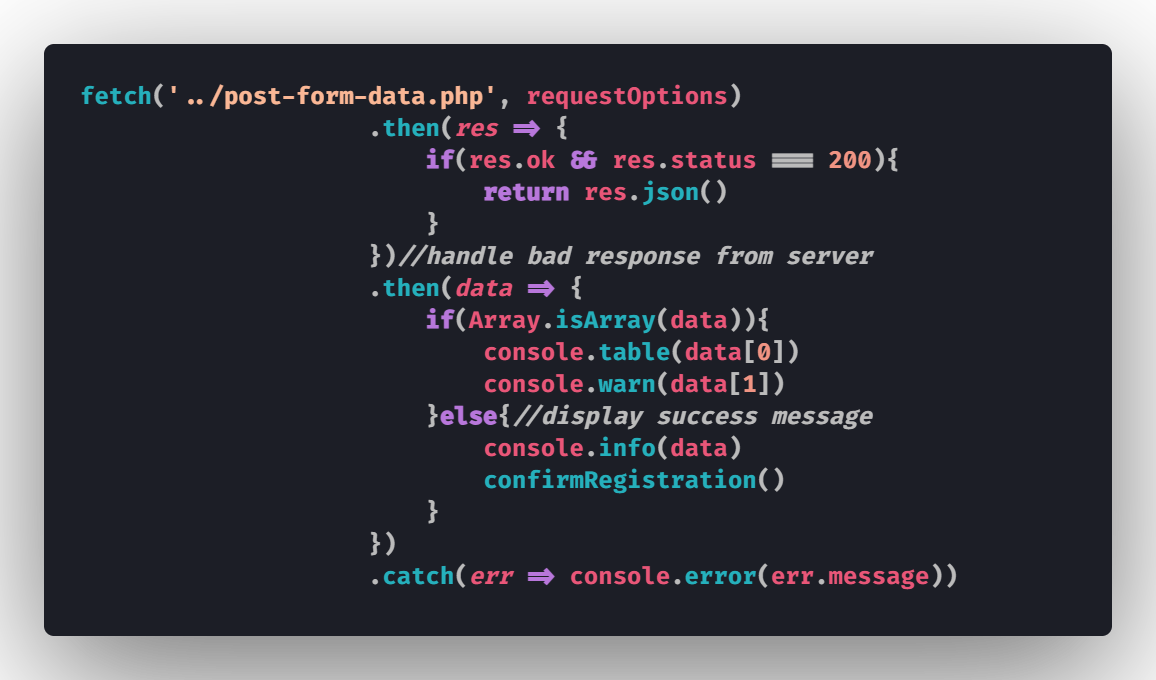 fetch('../post-form-data.php', requestOptions)
.then(res => {
if(res.ok && res.status === 200){
return res.json()
}
})//handle bad response from server
.then(data => {
if(Array.isArray(data)){
console.table(data[0])
console.warn(data[1])
}else{//display success message
console.info(data)
confirmRegistration()
}
})
.catch(err => console.error(err.message))